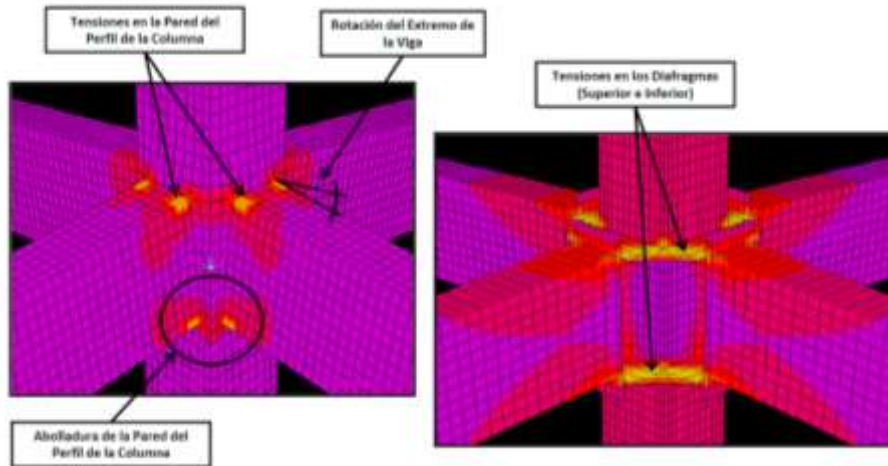 Tensiones en la Pared del
Perfil de la Columna
Rotación del Extremo de
la Viga
Tensiones en los Diafragmas
(Superior e Inferior)
Abolladura de la Pared del
Perfil de la Columna